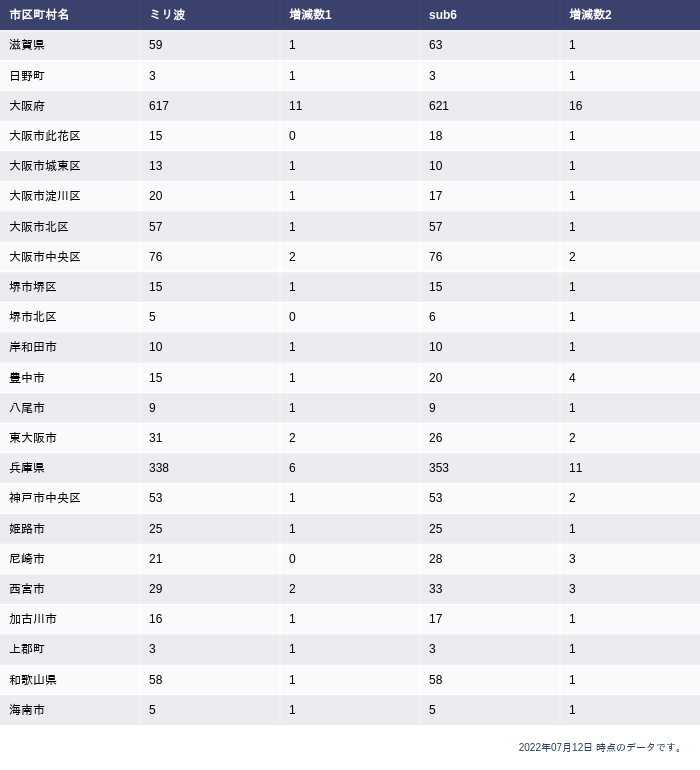 市区町村名 ミリ波 増減数1 sub6 増減数2
滋賀県 59 1 63 1
日野町 3 1 3 1
大阪府 617 11 621 16
大阪市此花区 15 0 18 1
大阪市城東区 13 1 10 1
大阪市淀川区 20 1 17 1
大阪市北区 57 1 57 1
大阪市中央区 76 2 76 2
堺市堺区 15 1 15 1
堺市北区 5 0 6 1
岸和田市 10 1 10 1
豊中市 15 1 20 4
八尾市 9 1 9 1
東大阪市 31 2 26 2
兵庫県 338 6 353 11
神戸市中央区 53 1 53 2
姫路市 25 1 25 1
尼崎市 21 0 28 3
西宮市 29 2 33 3
加古川市 16 1 17 1
上郡町 3 1 3 1
和歌山県 58 1 58 1
海南市 5 1 5 1
2022年07月12日 時点のデータです。